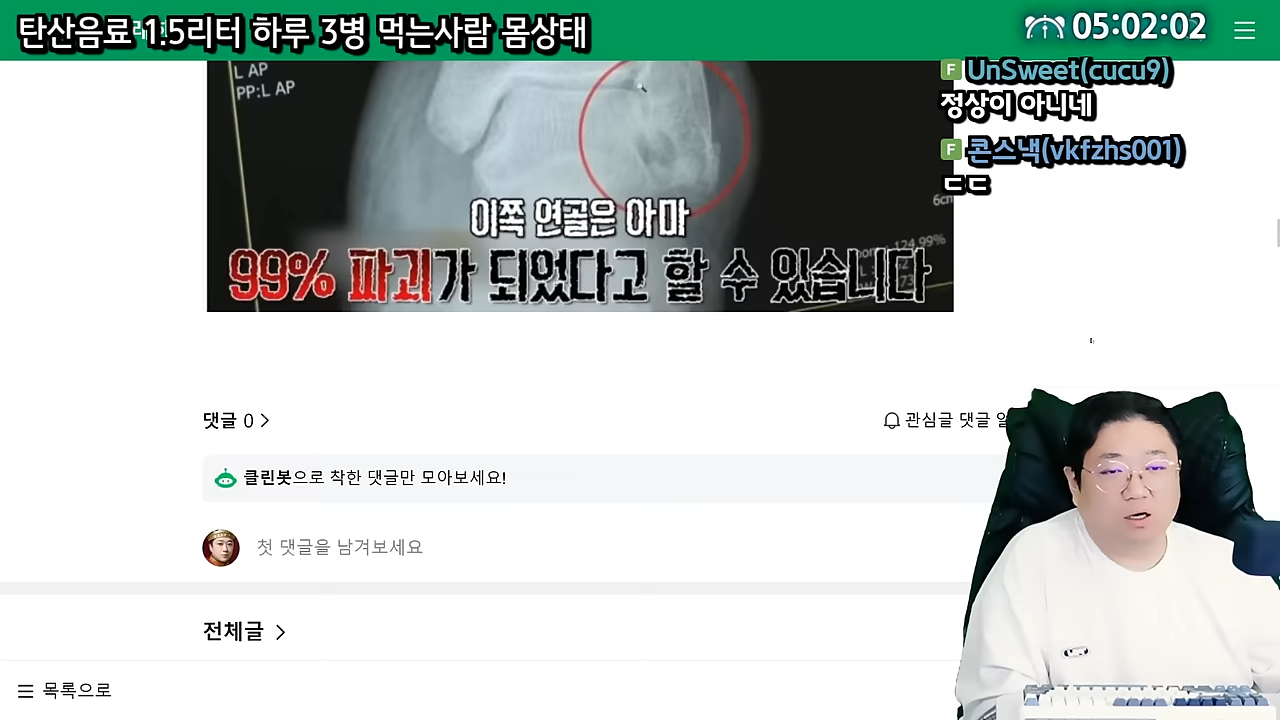 탄산음료 1.5리터 하루 3병 먹는사람 몸상태
05:02:02
L AP
PP:L AP
UnSweet(cucu9)
정상이 아니네
콘스낵(vkfzhs001)
ㄷㄷ
6cm
124.99%
이쪽 연골은 아마
99% 파괴가 되었다고 할 수 있습니다
댓글 0
관심글 댓글 알
클린봇으로 착한 댓글만 모아보세요!
첫 댓글을 남겨보세요
전체글
목록으로